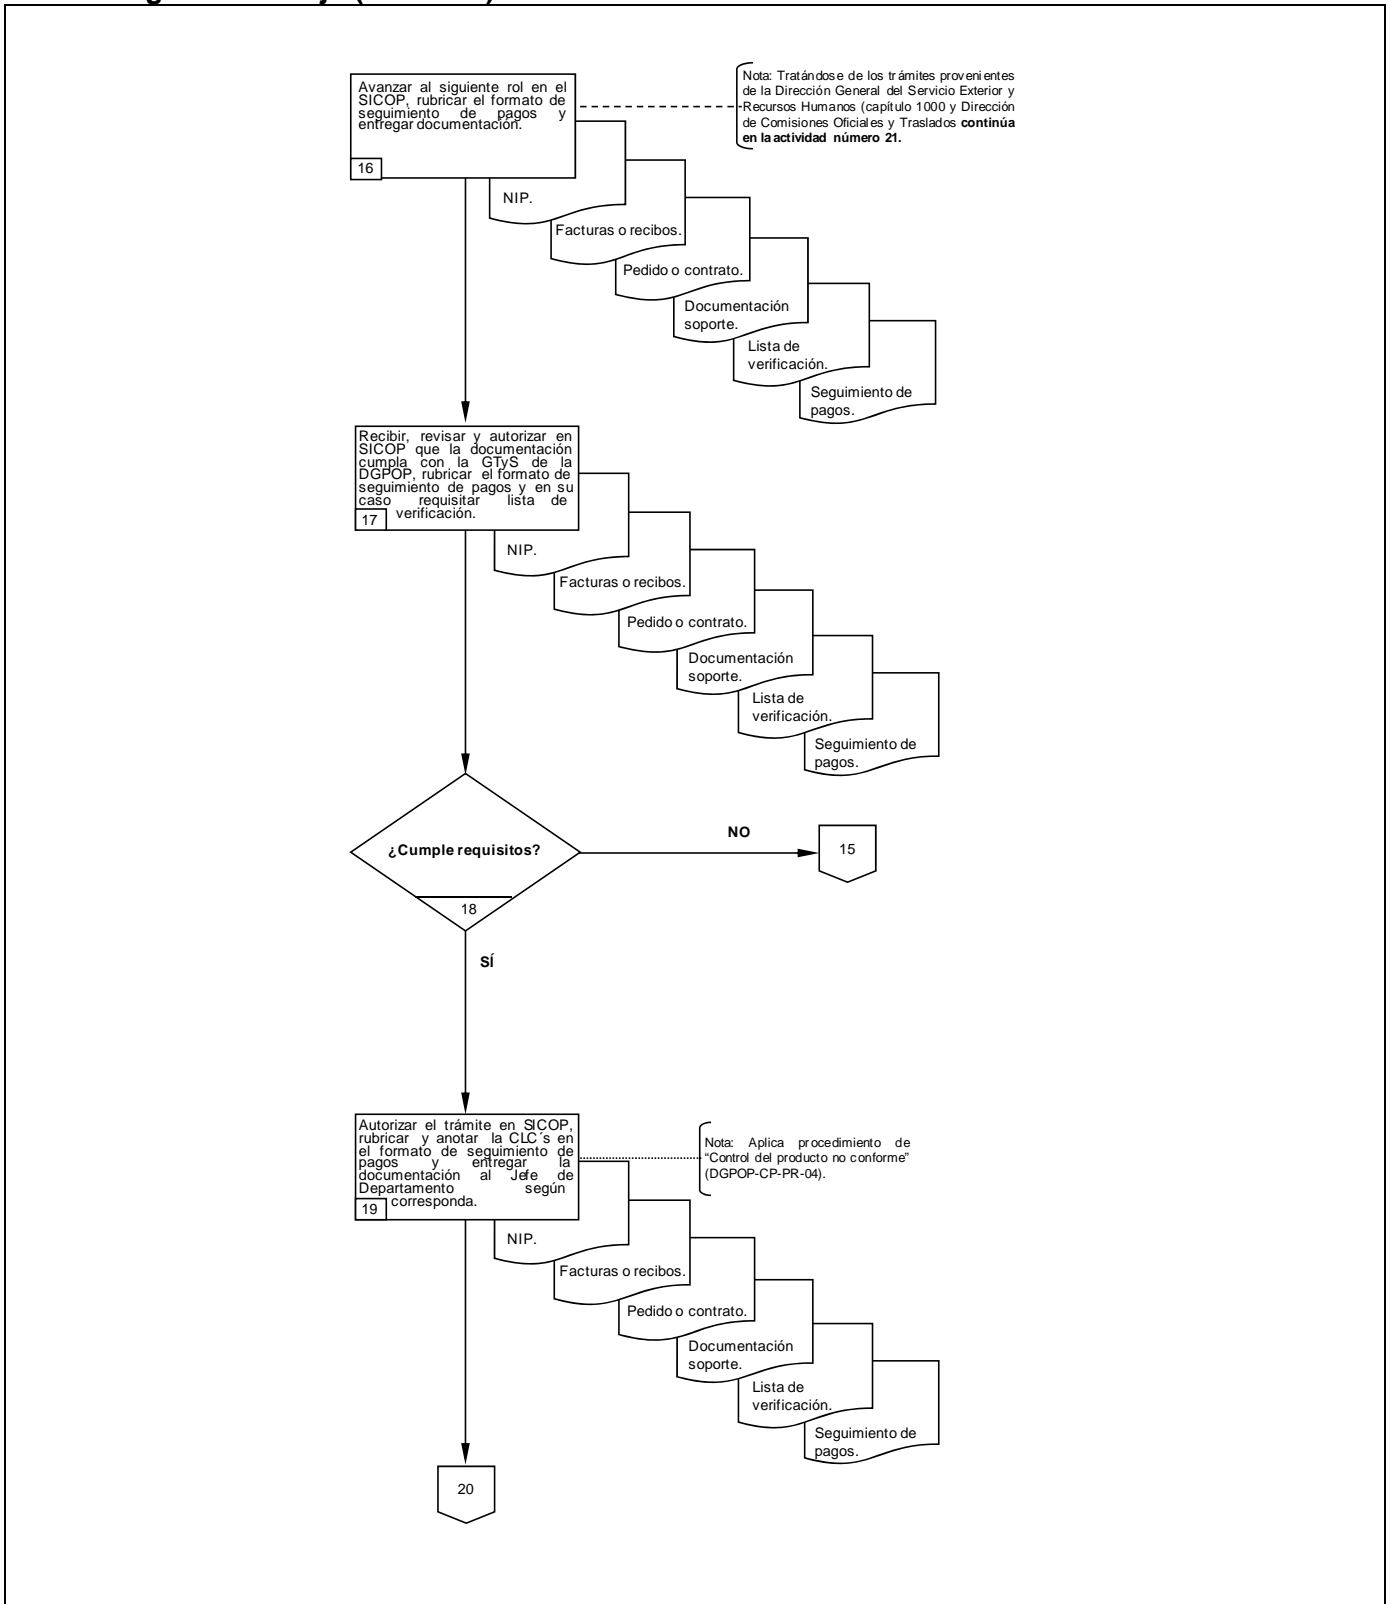 Avanzar al siguiente rol en el
SICOP, rubricar el formato de
seguimiento de pagos y
entregar documentación.
16
Nota: Tratándose de los trámites provenientes
de la Dirección General del Servicio Exterior y
Recursos Humanos (capítulo 1000 y Dirección
de Comisiones Oficiales y Traslados continúa
en la actividad número 21.
NIP.
Facturas o recibos.
Pedido o contrato.
Documentación
soporte.
Lista de
verificación.
Seguimiento de
pagos.
Recibir, revisar y autorizar en
SICOP que la documentación
cumpla con la GTyS de la
DGPOP, rubricar el formato de
seguimiento de pagos y en su
caso requisitar lista de
verificación.
17
NIP.
Facturas o recibos.
Pedido o contrato.
Documentación
soporte.
Lista de
verificación.
Seguimiento de
pagos.
¿Cumple requisitos?
18
NO
15
SÍ
Autorizar el trámite en SICOP,
rubricar y anotar la CLC´s en
el formato de seguimiento de
pagos y entregar la
documentación al Jefe de
Departamento según
corresponda.
19
Nota: Aplica procedimiento de
“Control del producto no conforme”
(DGPOP-CP-PR-04).
NIP.
Facturas o recibos.
Pedido o contrato.
Documentación
soporte.
Lista de
verificación.
Seguimiento de
pagos.
20